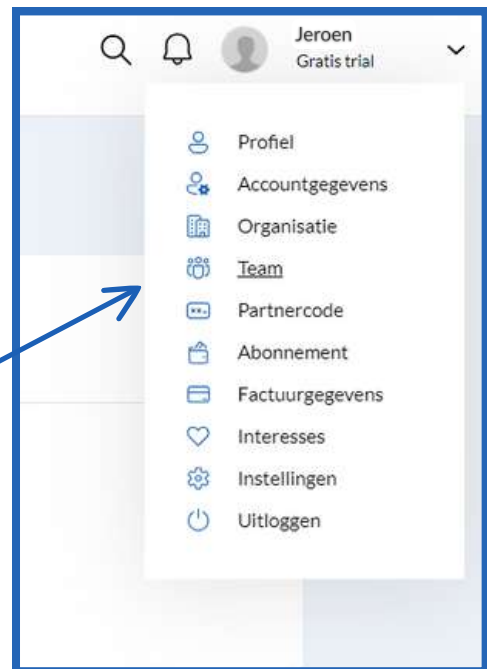 Jeroen
Gratis trial
Profiel
Accountgegevens
Organisatie
Team
Partnercode
Abonnement
Factuurgegevens
Interesses
Instellingen
Uitloggen